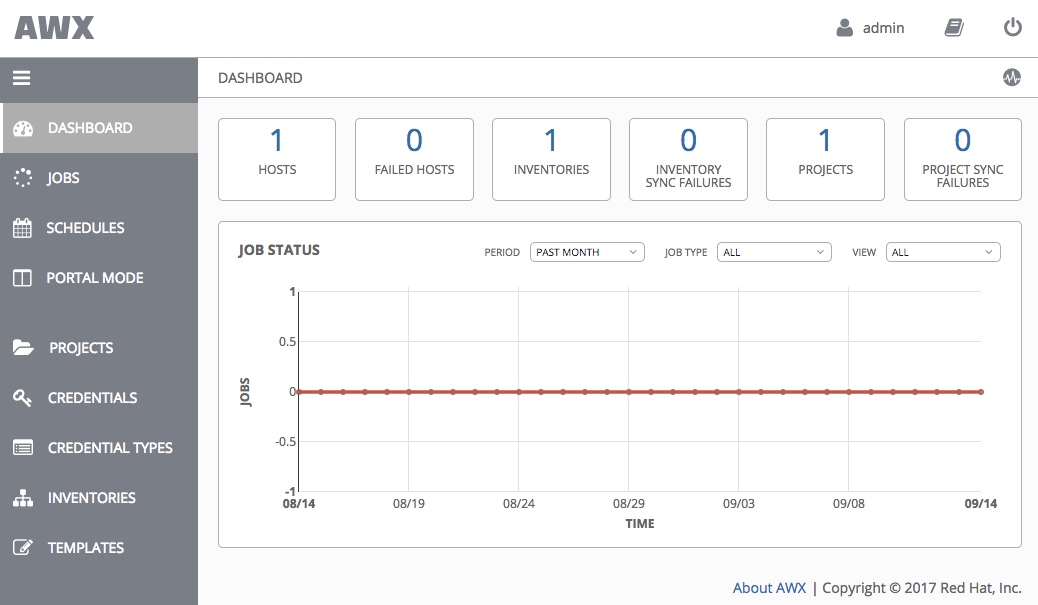 AWX
admin
DASHBOARD
DASHBOARD
JOBS
SCHEDULES
PORTAL MODE
PROJECTS
CREDENTIALS
CREDENTIAL TYPES
INVENTORIES
TEMPLATES
1
HOSTS
0
FAILED HOSTS
1
INVENTORIES
0
INVENTORY
SYNC FAILURES
1
PROJECTS
0
PROJECT SYNC
FAILURES
JOB STATUS
PERIOD PAST MONTH JOB TYPE ALL VIEW ALL
1
0.5
0
-0.5
-1
JOBS
08/14 08/19 08/24 08/29 09/03 09/08 09/14
TIME
About AWX | Copyright © 2017 Red Hat, Inc.